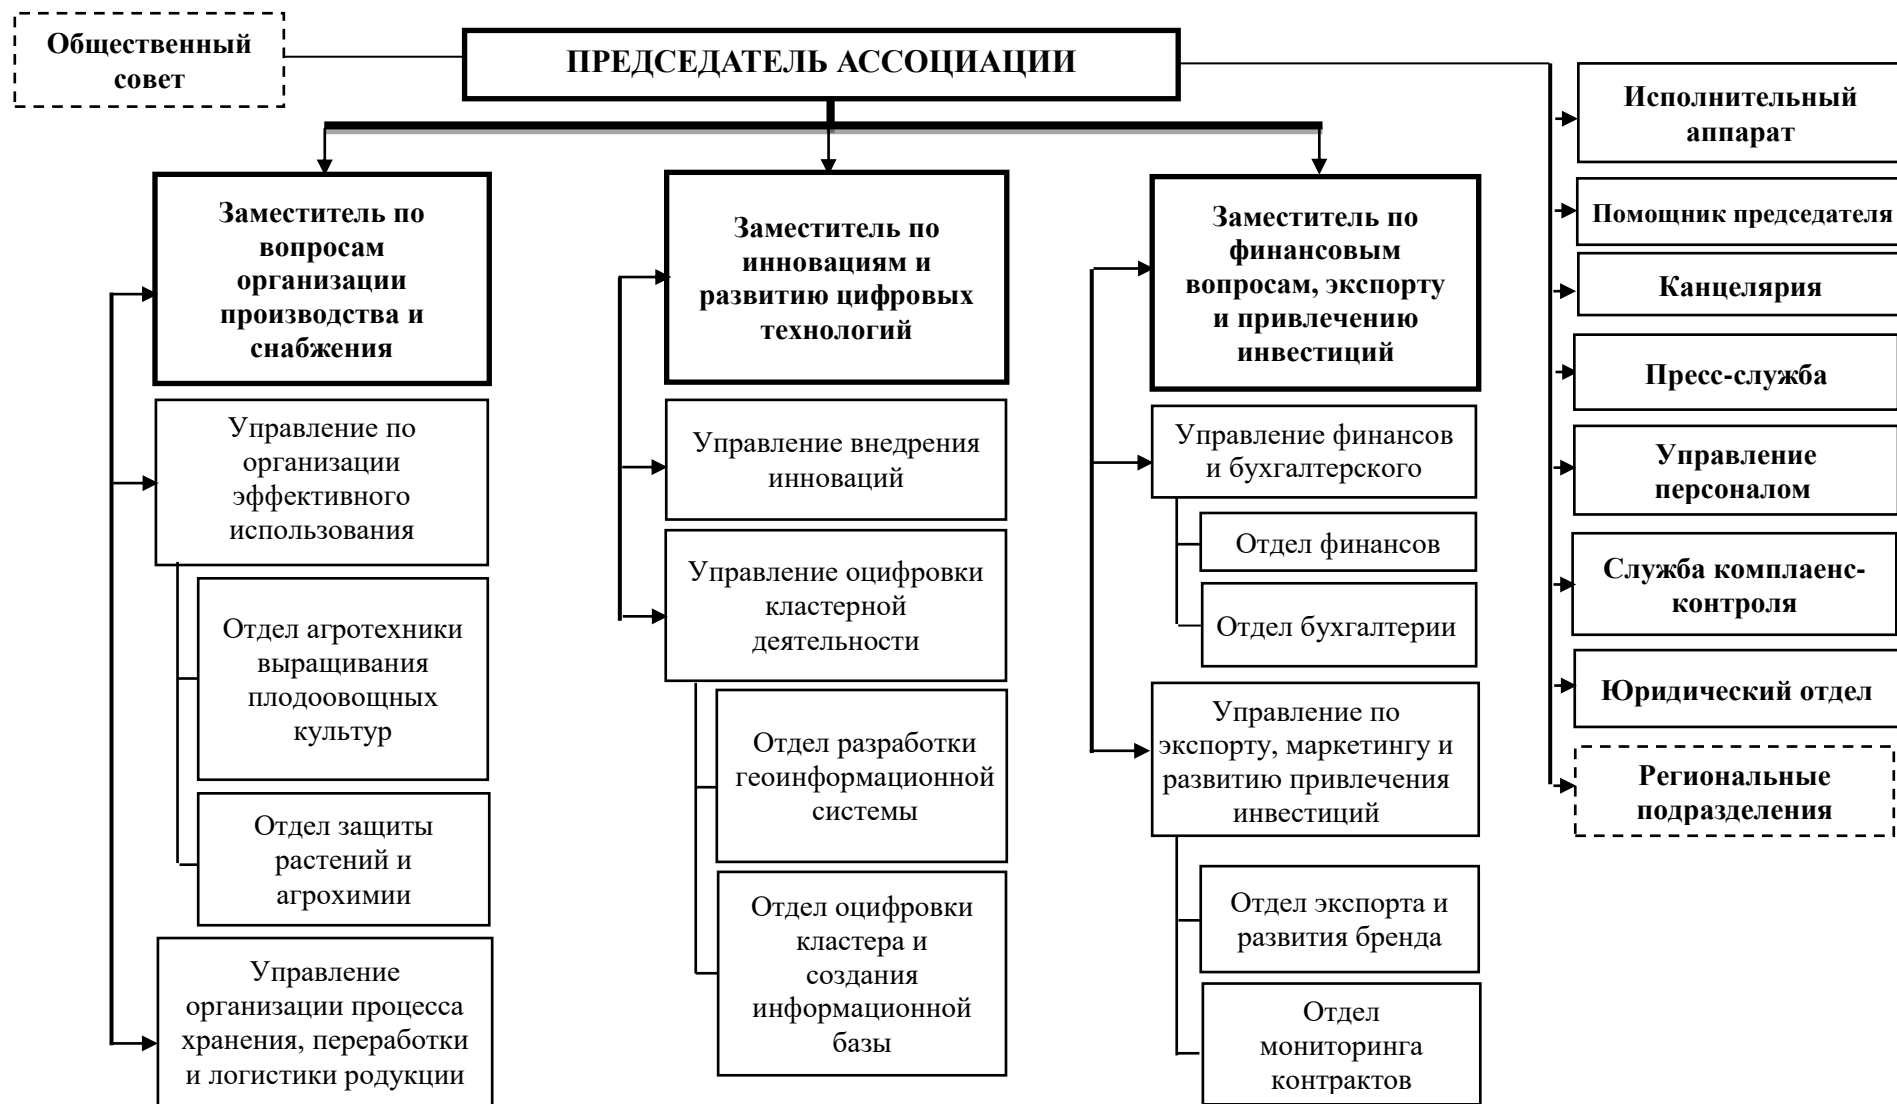 Общественный
совет
ПРЕДСЕДАТЕЛЬ АССОЦИАЦИИ
Заместитель по
вопросам
организации
производства и
снабжения
Управление по
организации
эффективного
использования
Отдел агротехники
выращивания
плодоовощных
культур
Отдел защиты
растений и
агрохимии
Управление
организации процесса
хранения, переработки
и логистики родукции
Заместитель по
инновациям и
развитию цифровых
технологий
Управление внедрения
инноваций
Управление оцифровки
кластерной
деятельности
Отдел разработки
геоинформационной
системы
Отдел оцифровки
кластера и
создания
информационной
базы
Заместитель по
финансовым
вопросам, экспорту
и привлечению
инвестиций
Управление финансов
и бухгалтерского
Отдел финансов
Отдел бухгалтерии
Управление по
экспорту, маркетингу и
развитию привлечения
инвестиций
Отдел экспорта и
развития бренда
Отдел
мониторинга
контрактов
Исполнительный
аппарат
Помощник председателя
Канцелярия
Пресс-служба
Управление
персоналом
Служба комплаенс-
контроля
Юридический отдел
Региональные
подразделения